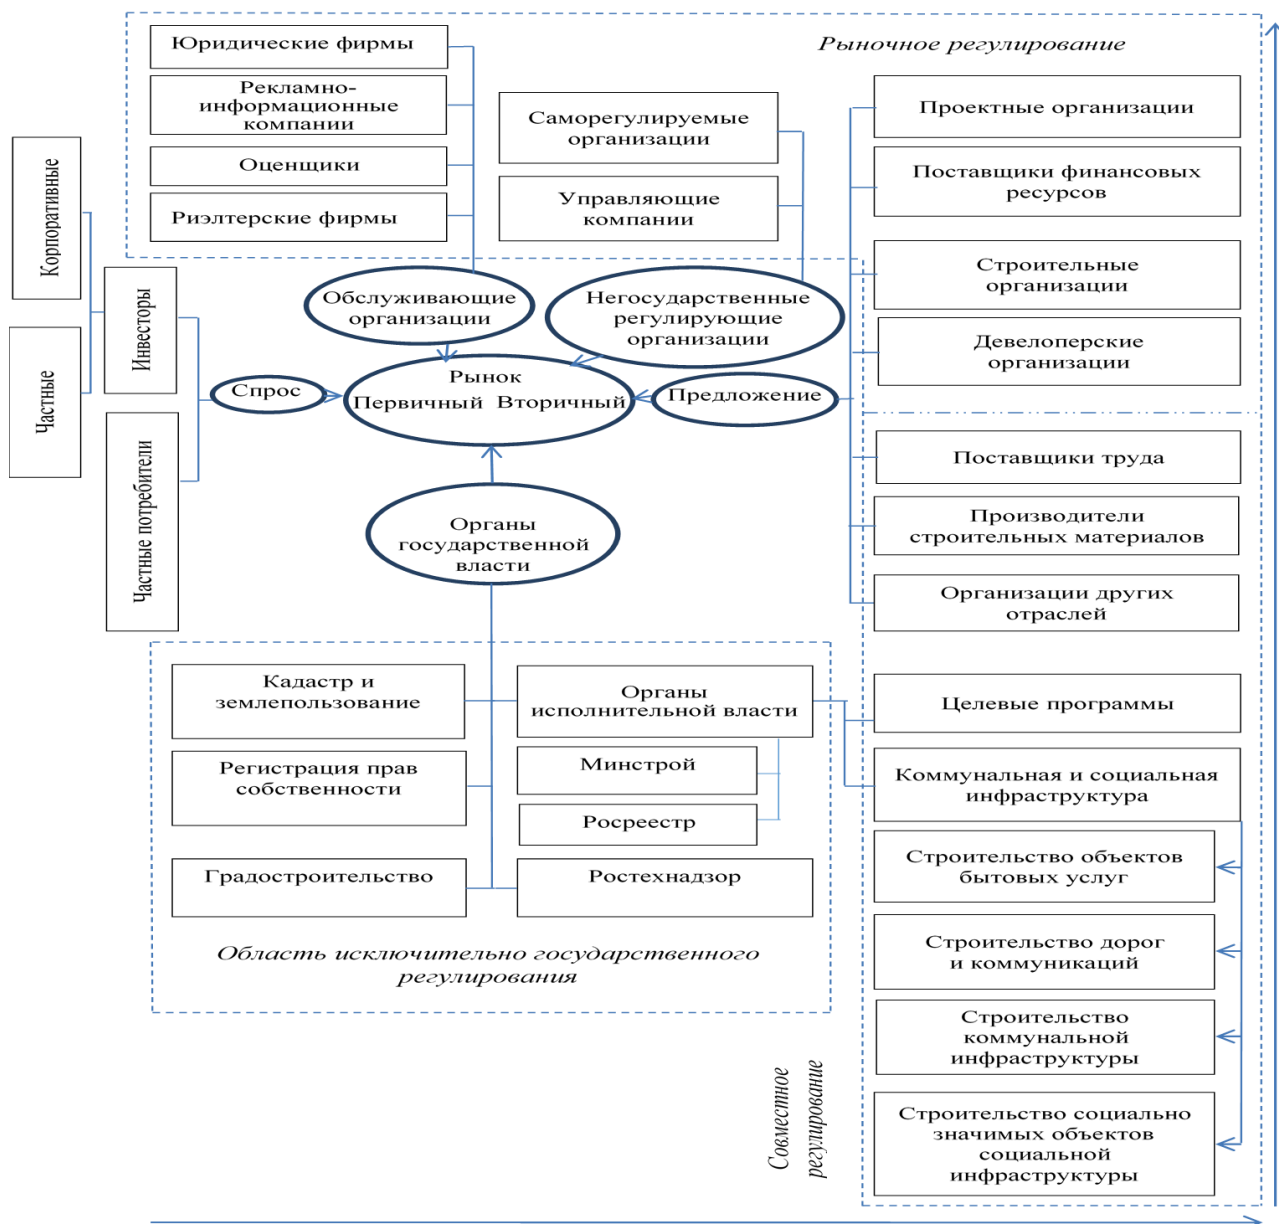 Рыночное регулирование
Юридические фирмы
Рекламно-
информационные
компании
Оценщики
Риэлтерские фирмы
Саморегулируемые
организации
Управляющие
компании
Проектные организации
Поставщики финансовых
ресурсов
Строительные
организации
Девелоперские
организации
Корпоративные
Частные
Инвесторы
Частные потребители
Спрос
Обслуживающие
организации
Негосударственные
регулирующие
организации
Рынок
Первичный Вторичный
Предложение
Органы
государственной
власти
Поставщики труда
Производители
строительных материалов
Организации других
отраслей
Кадастр и
землепользование
Регистрация прав
собственности
Градостроительство
Органы
исполнительной власти
Минстрой
Росреестр
Ростехнадзор
Область исключительно государственного
регулирования
Целевые программы
Коммунальная и социальная
инфраструктура
Строительство объектов
бытовых услуг
Строительство дорог
и коммуникаций
Строительство
коммунальной
инфраструктуры
Строительство социально
значимых объектов
социальной
инфраструктуры
Совместное
регулирование